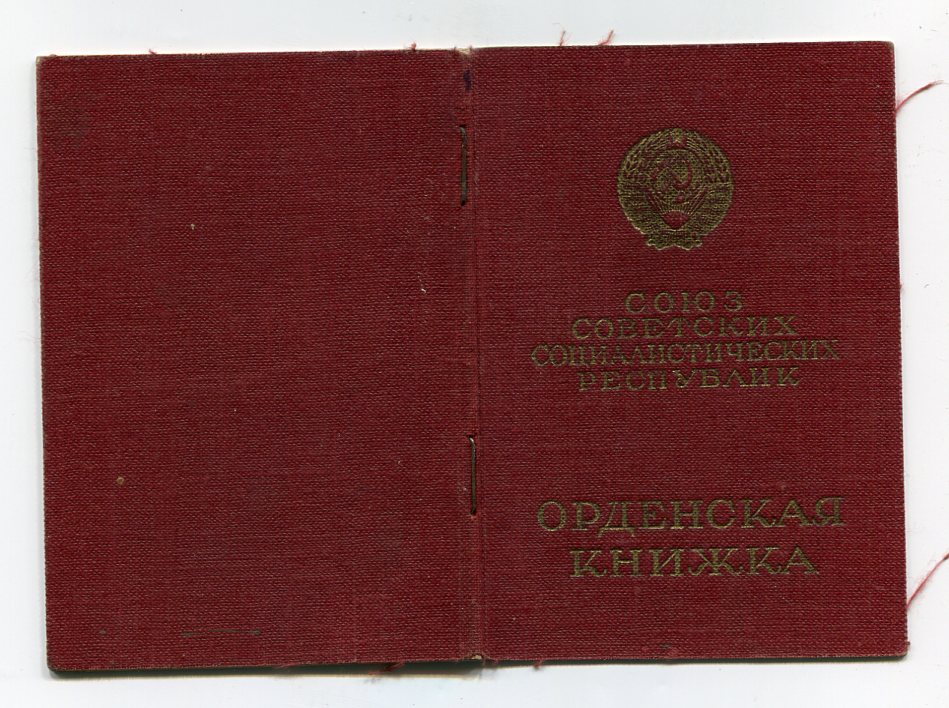 СОЮЗ
СОВЕТСКИХ
СОЦИАЛИСТИЧЕСКИХ
РЕСПУБЛИК
ОРДЕНСКАЯ
КНИЖКА